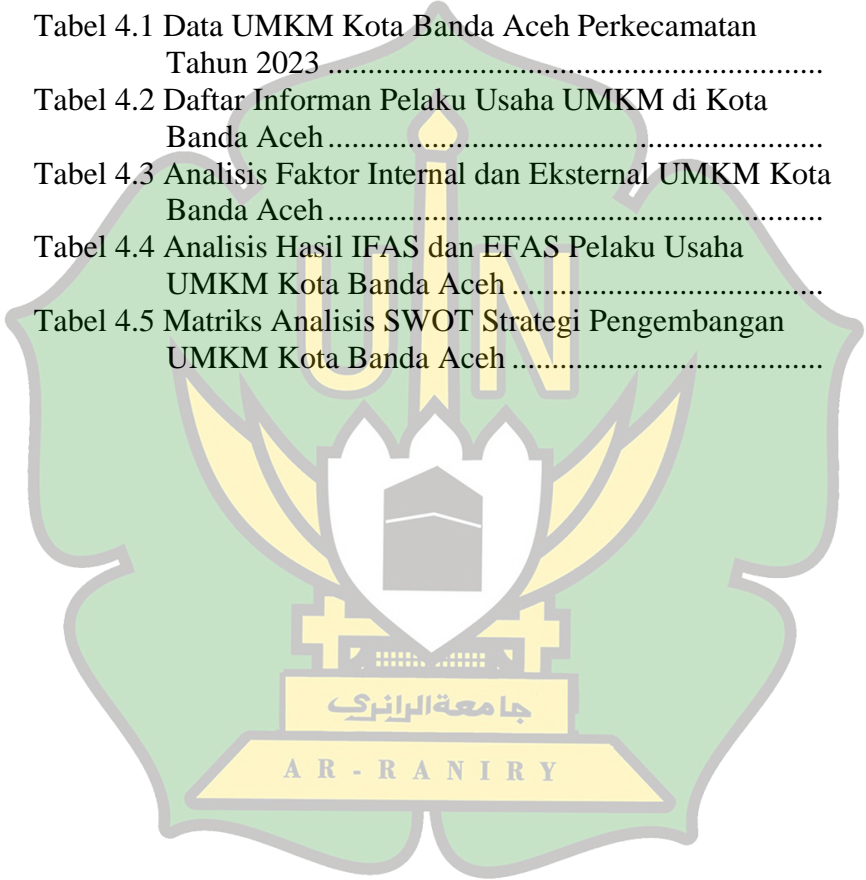 Tabel 4.1 Data UMKM Kota Banda Aceh Perkecamatan
Tahun 2023 ...............................................................
Tabel 4.2 Daftar Informan Pelaku Usaha UMKM di Kota
Banda Aceh ...............................................................
Tabel 4.3 Analisis Faktor Internal dan Eksternal UMKM Kota
Banda Aceh ...............................................................
Tabel 4.4 Analisis Hasil IFAS dan EFAS Pelaku Usaha
UMKM Kota Banda Aceh .......................................
Tabel 4.5 Matriks Analisis SWOT Strategi Pengembangan
UMKM Kota Banda Aceh .......................................
UIN
جامعةالرانري
AR-RANIRY